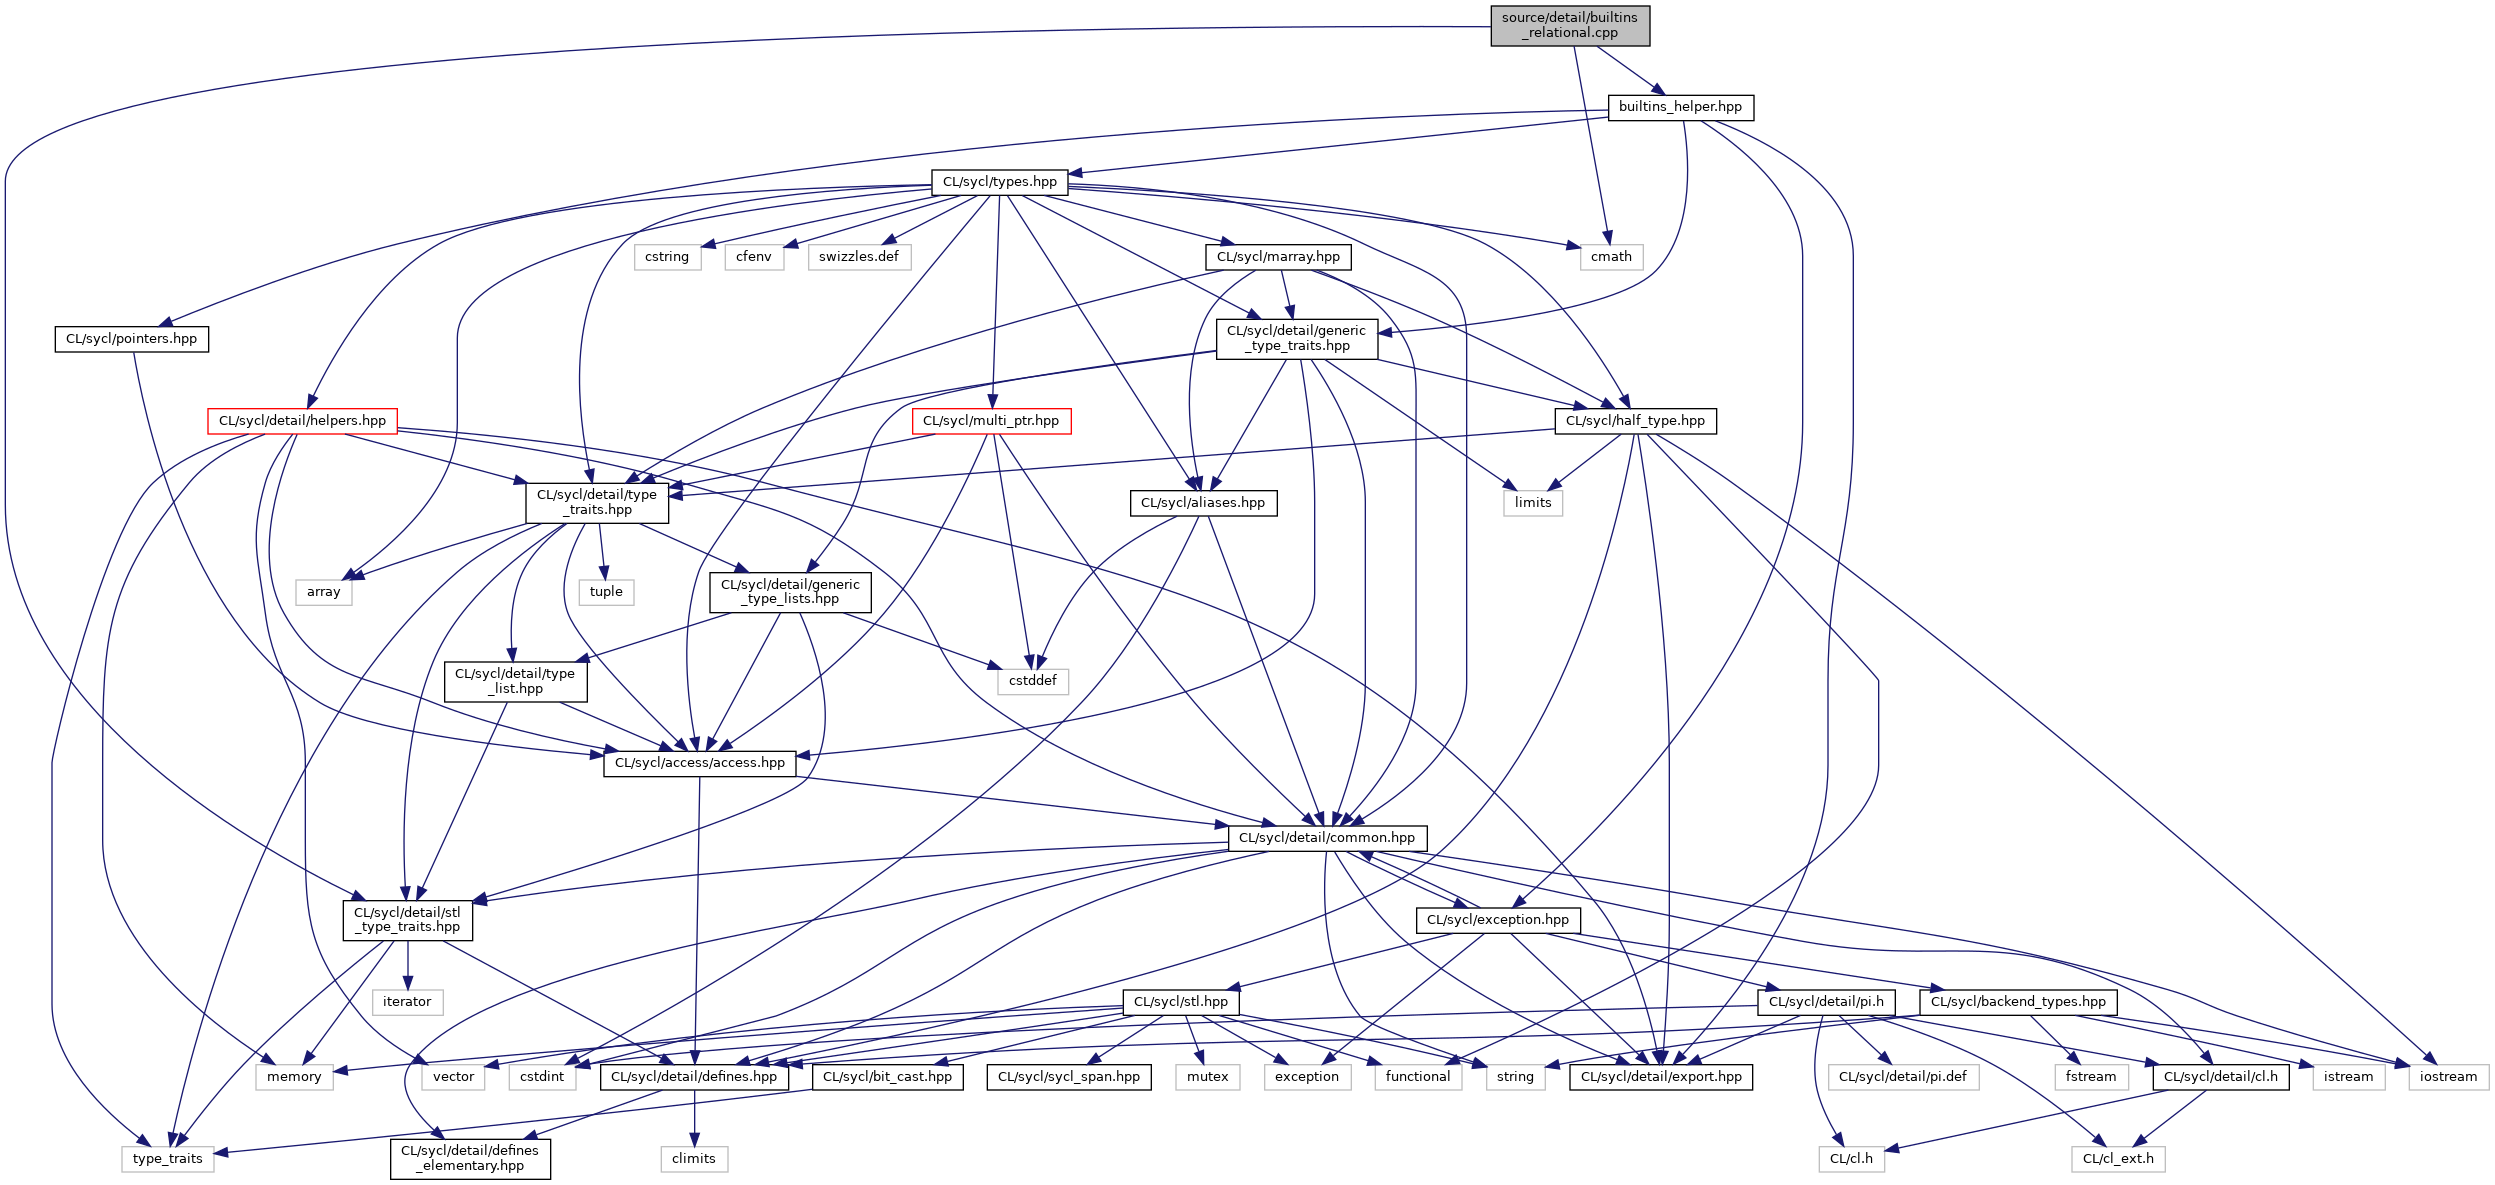 source/detail/builtins
_relational.cpp
builtins_helper.hpp
CL/sycl/types.hpp
cstring
cfenv
swizzles.def
CL/sycl/marray.hpp
cmath
CL/sycl/pointers.hpp
CL/sycl/detail/generic
_type_traits.hpp
CL/sycl/detail/helpers.hpp
CL/sycl/multi_ptr.hpp
CL/sycl/half_type.hpp
CL/sycl/detail/type
_traits.hpp
CL/sycl/aliases.hpp
limits
array
tuple
CL/sycl/detail/generic
_type_lists.hpp
CL/sycl/detail/type
_list.hpp
cstddef
CL/sycl/access/access.hpp
CL/sycl/detail/common.hpp
CL/sycl/detail/stl
_type_traits.hpp
CL/sycl/exception.hpp
iterator
CL/sycl/stl.hpp
CL/sycl/detail/pi.h
CL/sycl/backend_types.hpp
memory
vector
cstdint
CL/sycl/detail/defines.hpp
CL/sycl/bit_cast.hpp
CL/sycl/sycl_span.hpp
mutex
exception
functional
string
CL/sycl/detail/export.hpp
CL/sycl/detail/pi.def
fstream
CL/sycl/detail/cl.h
istream
iostream
type_traits
CL/sycl/detail/defines
_elementary.hpp
climits
CL/cl.h
CL/cl_ext.h